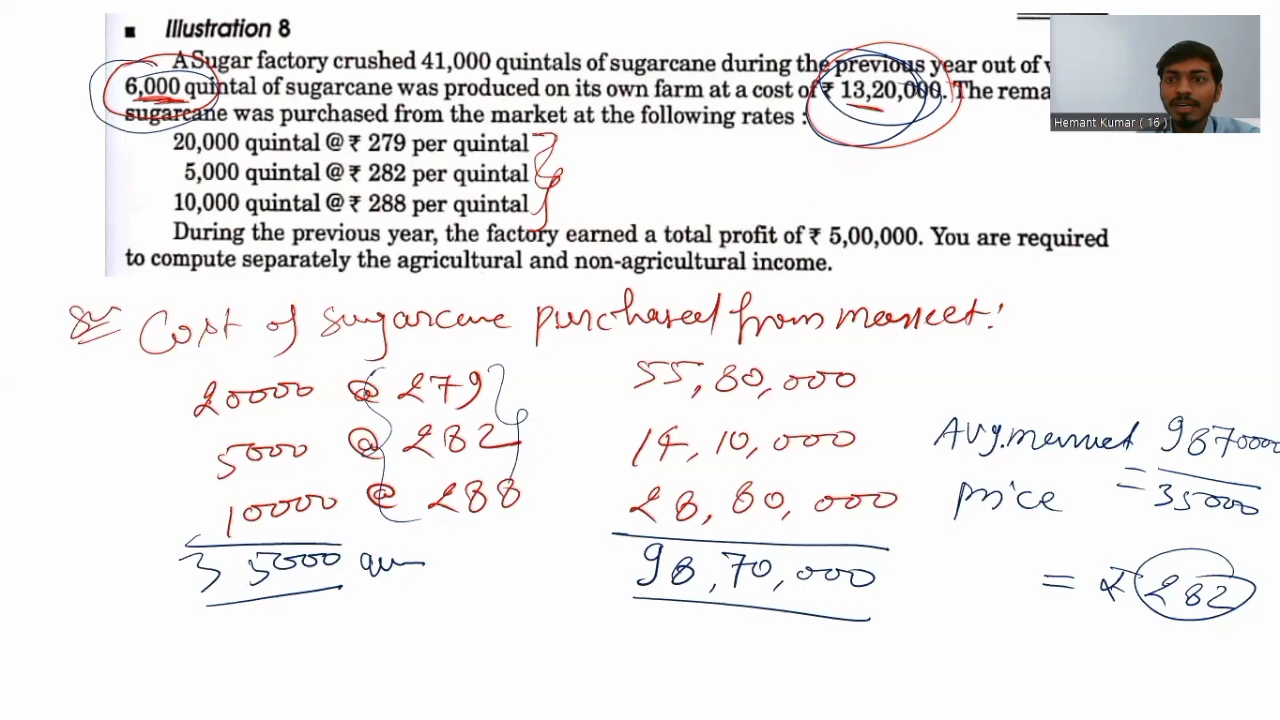 ▪ Illustration 8
A Sugar factory crushed 41,000 quintals of sugarcane during the previous year out of
6,000 quintal of sugarcane was produced on its own farm at a cost of ₹ 13,20,000. The rema
sugarcane was purchased from the market at the following rates :
20,000 quintal @ ₹ 279 per quintal
5,000 quintal @ ₹ 282 per quintal
10,000 quintal @ ₹ 288 per quintal
During the previous year, the factory earned a total profit of ₹ 5,00,000. You are required
to compute separately the agricultural and non-agricultural income.
Hemant Kumar ( 16 )
Cost of sugarcane purchased from market:
20000 @ 279 55,80,000
5000 @ 282 14,10,000
10000 @ 288 28,80,000
35000 98,70,000
Avg. market price = 9870000
35000
= ₹ 282